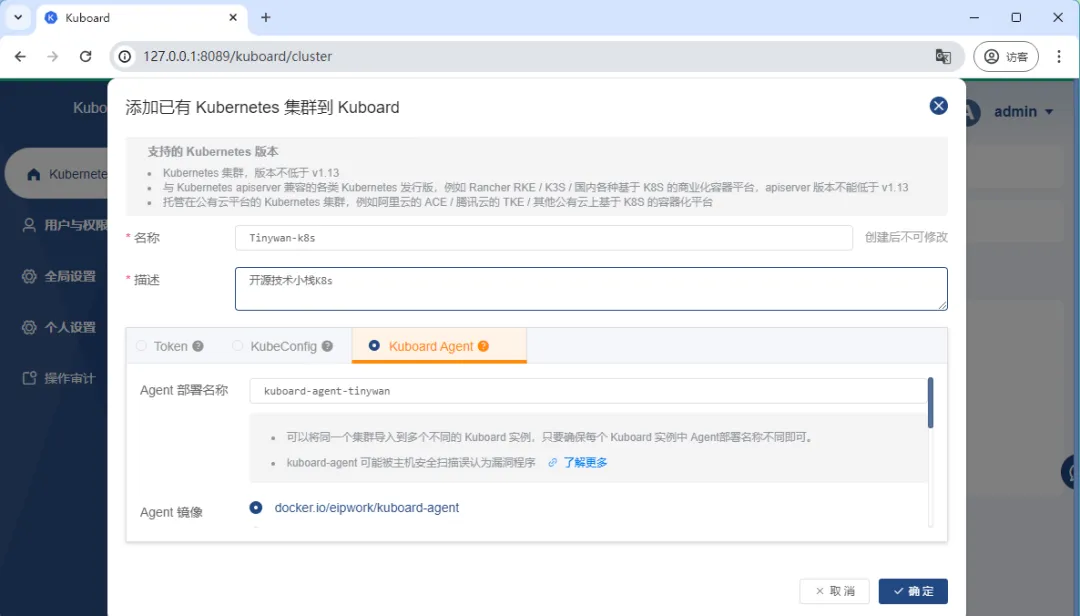 Kuboard
127.0.0.1:8089/kuboard/cluster
访客
Kubo
admin
添加已有 Kubernetes 集群到 Kuboard
支持的 Kubernetes 版本
Kubernetes 集群，版本不低于 v1.13
与 Kubernetes apiserver 兼容的各类 Kubernetes 发行版，例如 Rancher RKE / K3S / 国内各种基于 K8S 的商业化容器平台，apiserver 版本不能低于 v1.13
托管在公有云平台的 Kubernetes 集群，例如阿里云的 ACE / 腾讯云的 TKE / 其他公有云上基于 K8S 的容器化平台
Kubernete
用户与权限
全局设置
个人设置
操作审计
* 名称 Tinywan-k8s 创建后不可修改
* 描述 开源技术小栈K8s
Token KubeConfig Kuboard Agent
Agent 部署名称 kuboard-agent-tinywan
可以将同一个集群导入到多个不同的 Kuboard 实例，只要确保每个 Kuboard 实例中 Agent部署名称不同即可。
kuboard-agent 可能被主机安全扫描误认为漏洞程序 了解更多
Agent 镜像 docker.io/eipwork/kuboard-agent
取消 确定